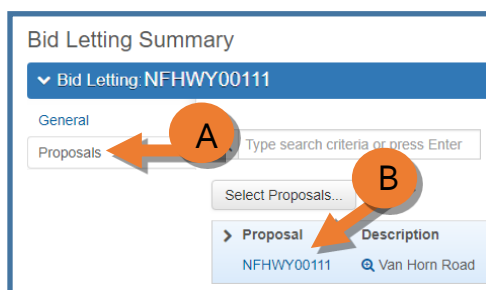 Bid Letting Summary
Bid Letting: NFHWY00111
General
Proposals
A
Type search criteria or press Enter
B
Select Proposals...
Proposal Description
NFHWY00111 Van Horn Road